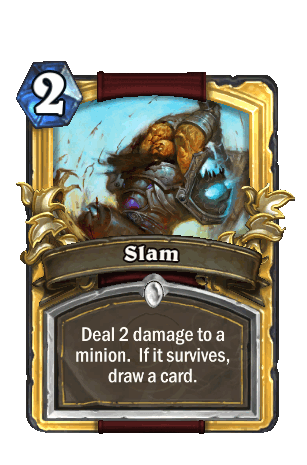 2
Slam
Deal 2 damage to a
minion. If it survives,
draw a card.